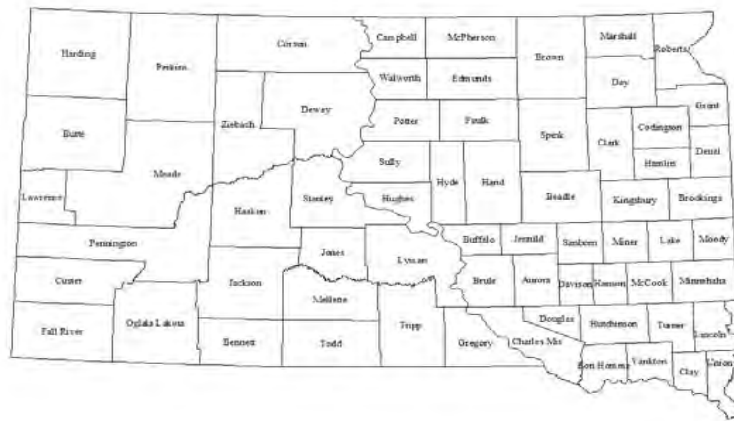 Harding
Perkins
Corson
Campbell
McPherson
Brown
Marshall
Roberts
Walworth
Edmunds
Day
Dewey
Ziebach
Butte
Potter
Faulk
Spink
Clark
Codington
Grant
Deuel
Hamlin
Meade
Sully
Hyde
Hand
Lawrence
Haakon
Stanley
Hughes
Beadle
Kingsbury
Brookings
Pennington
Jones
Lyman
Buffalo
Jerauld
Sanborn
Miner
Lake
Moody
Custer
Jackson
Mellette
Brule
Aurora
Davison
Hanson
McCook
Minnehaha
Fall River
Oglala Lakota
Bennett
Todd
Tripp
Gregory
Charles Mix
Douglas
Hutchinson
Turner
Lincoln
Bon Homme
Yankton
Clay
Union